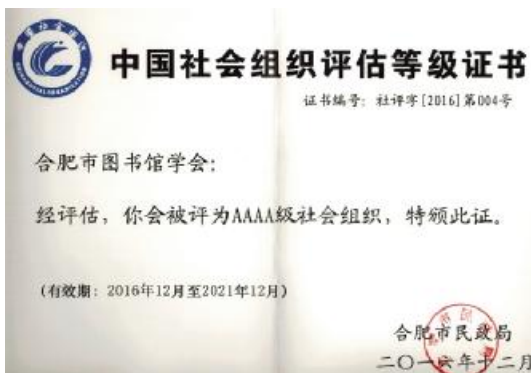 中国社会组织评估等级证书
证书编号：社评字[2016]第004号
合肥市图书馆学会：
经评估，你会被评为AAAA级社会组织，特颁此证。
(有效期：2016年12月至2021年12月)
合肥市民政局
二〇一六年十二月